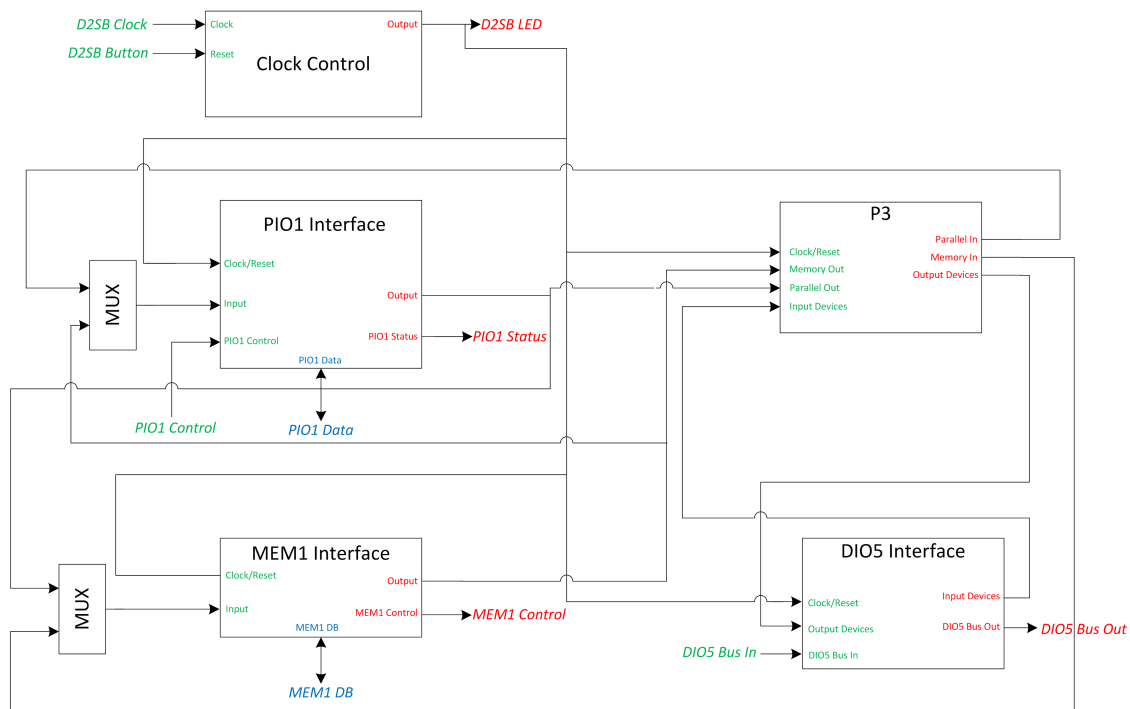 D2SB Clock
Clock
Output
D2SB LED
D2SB Button
Reset
Clock Control
PIO1 Interface
Clock/Reset
Input
Output
PIO1 Control
PIO1 Status
PIO1 Status
PIO1 Data
MUX
PIO1 Control
PIO1 Data
P3
Parallel In
Clock/Reset
Memory In
Memory Out
Output Devices
Parallel Out
Input Devices
MEM1 Interface
Clock/Reset
Output
Input
MEM1 Control
MEM1 Control
MEM1 DB
MUX
MEM1 DB
DIO5 Interface
Input Devices
Clock/Reset
Output Devices
DIO5 Bus Out
DIO5 Bus Out
DIO5 Bus In
DIO5 Bus In